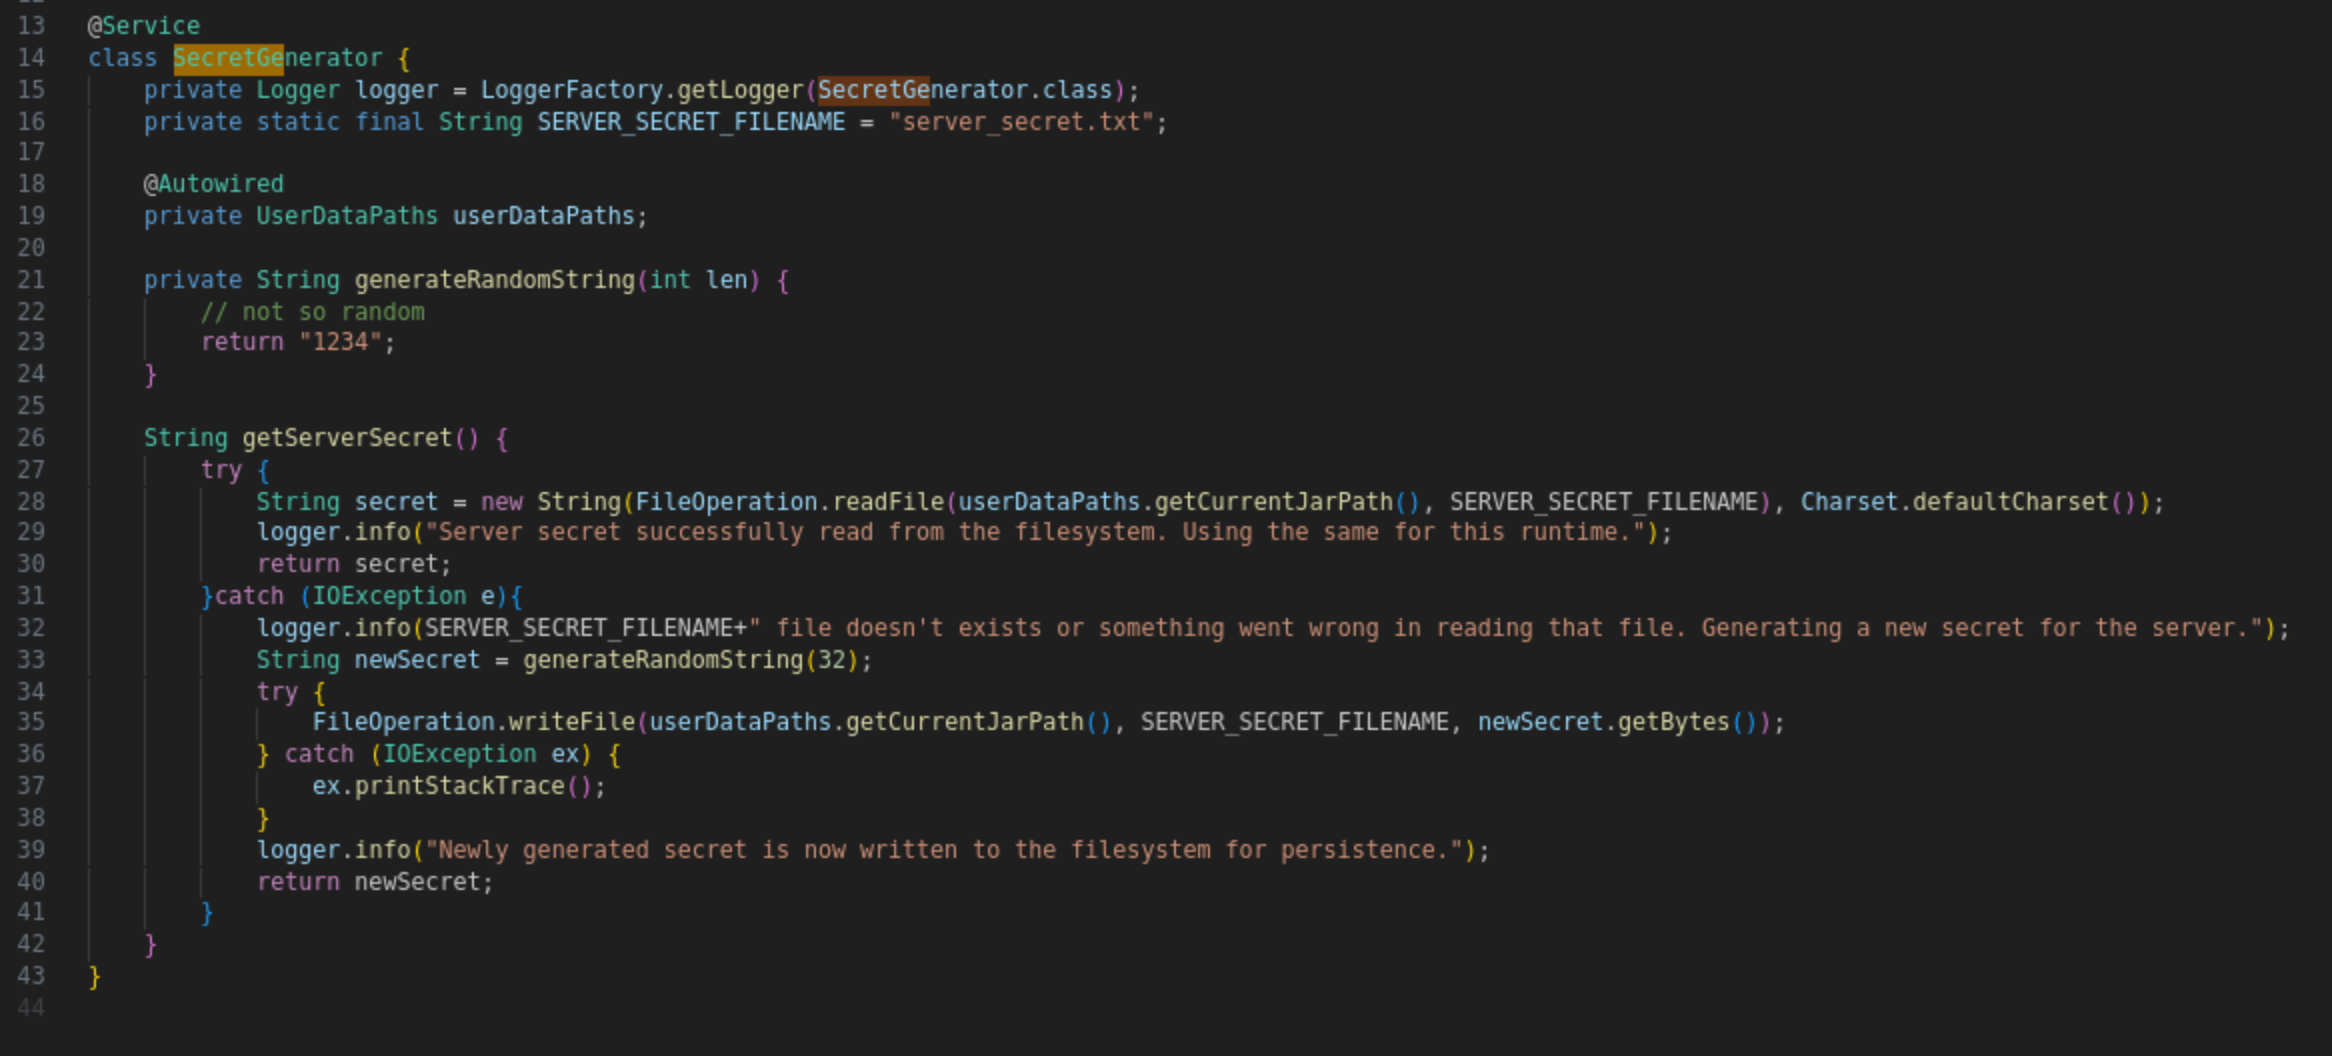 13 @Service
14 class SecretGenerator {
15     private Logger logger = LoggerFactory.getLogger(SecretGenerator.class);
16     private static final String SERVER_SECRET_FILENAME = "server_secret.txt";
17
18     @Autowired
19     private UserDataPaths userDataPaths;
20
21     private String generateRandomString(int len) {
22         // not so random
23         return "1234";
24     }
25
26     String getServerSecret() {
27         try {
28             String secret = new String(FileOperation.readFile(userDataPaths.getCurrentJarPath(), SERVER_SECRET_FILENAME), Charset.defaultCharset());
29             logger.info("Server secret successfully read from the filesystem. Using the same for this runtime.");
30             return secret;
31         }catch (IOException e){
32             logger.info(SERVER_SECRET_FILENAME+" file doesn't exists or something went wrong in reading that file. Generating a new secret for the server.");
33             String newSecret = generateRandomString(32);
34             try {
35                 FileOperation.writeFile(userDataPaths.getCurrentJarPath(), SERVER_SECRET_FILENAME, newSecret.getBytes());
36             } catch (IOException ex) {
37                 ex.printStackTrace();
38             }
39             logger.info("Newly generated secret is now written to the filesystem for persistence.");
40             return newSecret;
41         }
42     }
43 }
44